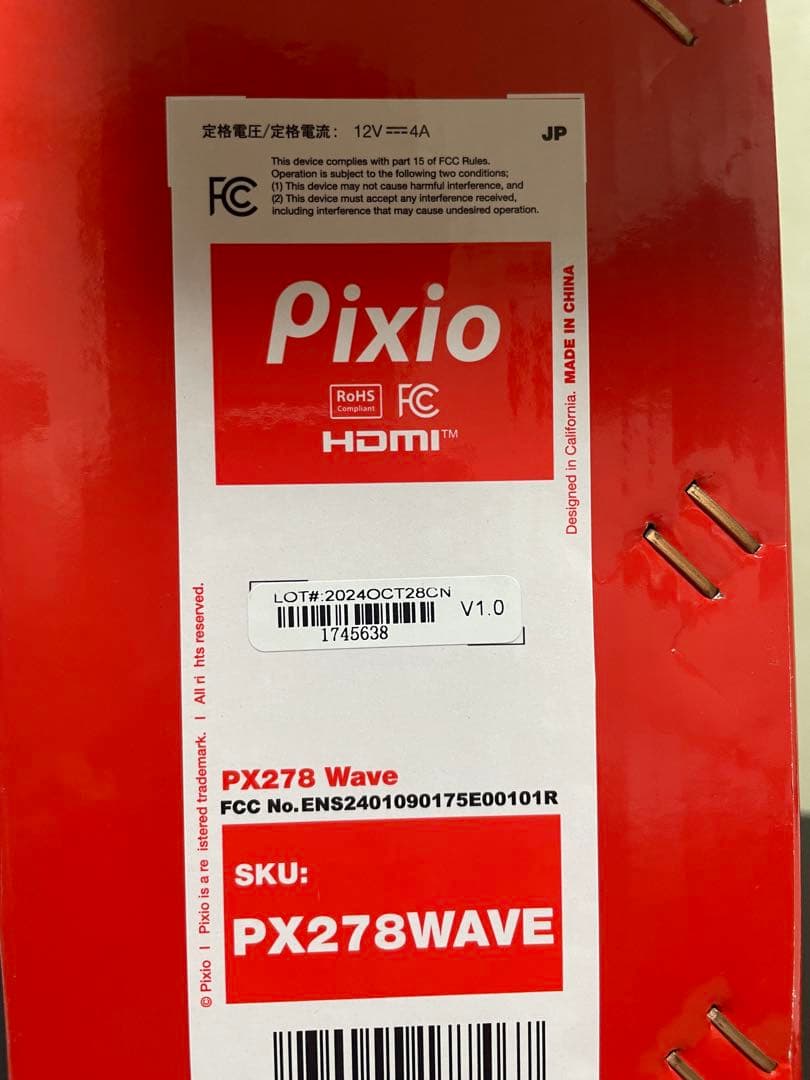 定格電圧/定格電流: 12V⎓4A
JP
FC
This device complies with part 15 of FCC Rules.
Operation is subject to the following two conditions;
(1) This device may not cause harmful interference, and
(2) This device must accept any interference received,
including interference that may cause undesired operation.
Pixio
RoHS
Compliant
FC
HDMI™
Designed in California. MADE IN CHINA
LOT#:2024OCT28CN
V1.0
1745638
© Pixio I Pixio is a re istered trademark. I All ri hts reserved.
PX278 Wave
FCC No.ENS2401090175E00101R
SKU:
PX278WAVE